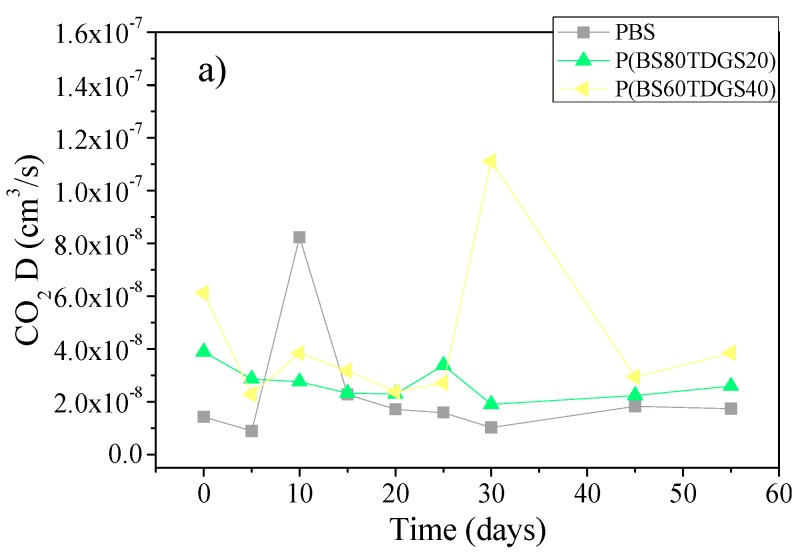 1.6x10⁻⁷
1.4x10⁻⁷
1.2x10⁻⁷
1.0x10⁻⁷
8.0x10⁻⁸
6.0x10⁻⁸
4.0x10⁻⁸
2.0x10⁻⁸
0.0
CO₂ D (cm³/s)
a)
PBS
P(BS80TDGS20)
P(BS60TDGS40)
0 10 20 30 40 50 60
Time (days)